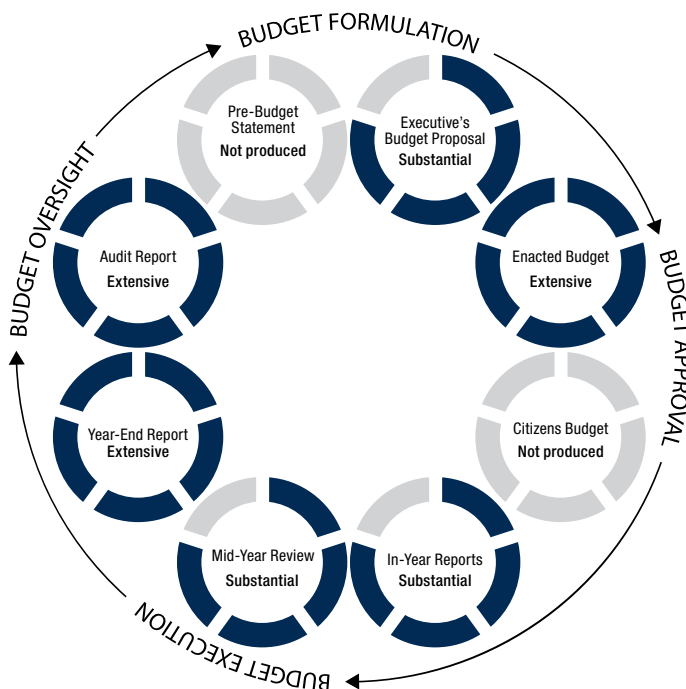 BUDGET FORMULATION
Pre-Budget
Statement
Not produced
Executive's
Budget Proposal
Substantial
Enacted Budget
Extensive
BUDGET APPROVAL
Citizens Budget
Not produced
In-Year Reports
Substantial
Mid-Year Review
Substantial
BUDGET EXECUTION
Year-End Report
Extensive
Audit Report
Extensive
BUDGET OVERSIGHT